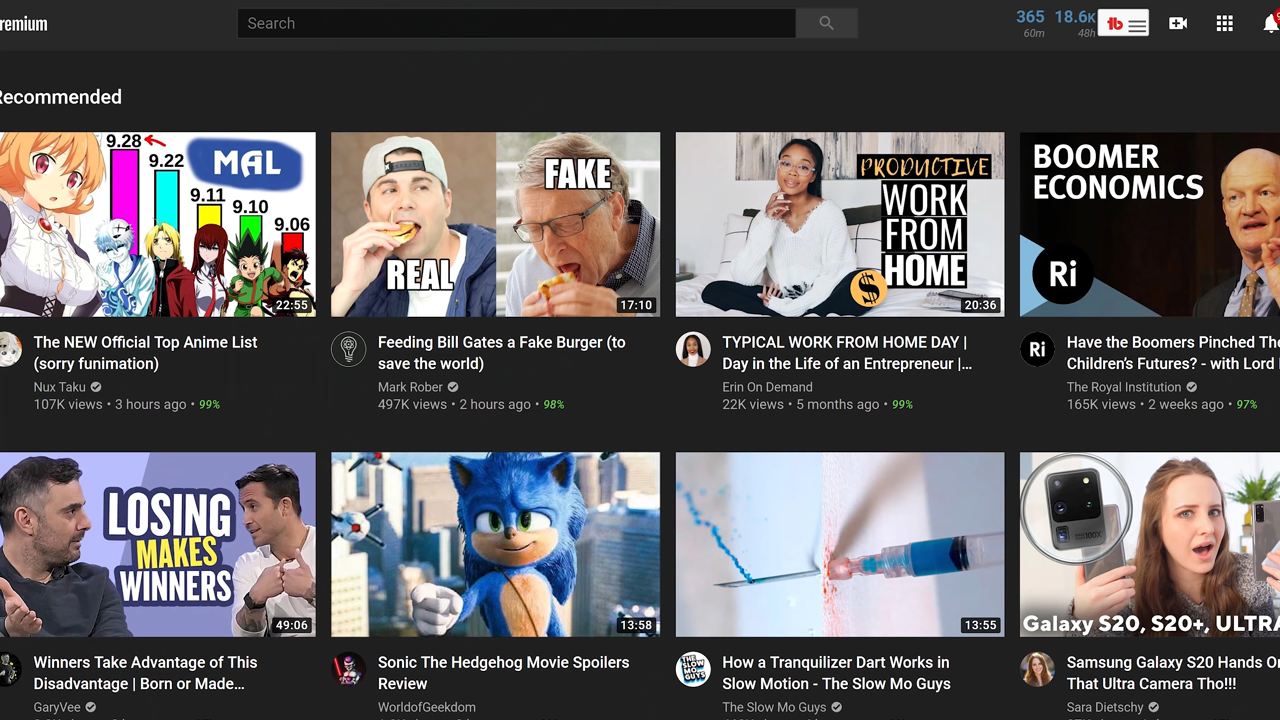 remium
Search
365
60m
18.6K
48h
Recommended
9.28
9.22
9.11
9.10
9.06
MAL
22:55
REAL
FAKE
17:10
PRODUCTIVE
WORK
FROM
HOME
$
20:36
BOOMER
ECONOMICS
Ri
The NEW Official Top Anime List
(sorry funimation)
Nux Taku
107K views • 3 hours ago • 99%
Feeding Bill Gates a Fake Burger (to
save the world)
Mark Rober
497K views • 2 hours ago • 98%
TYPICAL WORK FROM HOME DAY |
Day in the Life of an Entrepreneur |...
Erin On Demand
22K views • 5 months ago • 99%
Ri
Have the Boomers Pinched The
Children's Futures? - with Lord
The Royal Institution
165K views • 2 weeks ago • 97%
LOSING
MAKES
WINNERS
49:06
13:58
13:55
100X
Galaxy S20, S20+, ULTRA
Winners Take Advantage of This
Disadvantage | Born or Made...
GaryVee
Sonic The Hedgehog Movie Spoilers
Review
WorldofGeekdom
THE
SLOW MO
GUYS
How a Tranquilizer Dart Works in
Slow Motion - The Slow Mo Guys
The Slow Mo Guys
Samsung Galaxy S20 Hands O
That Ultra Camera Tho!!!
Sara Dietschy